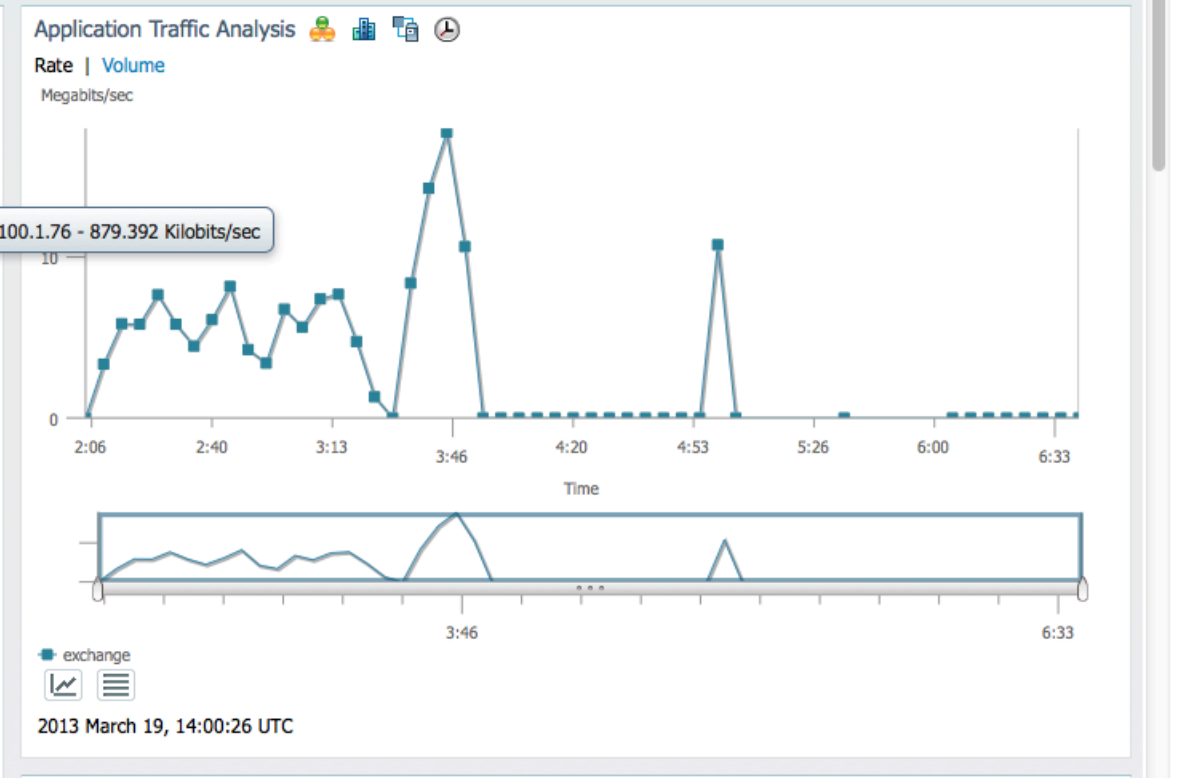 Application Traffic Analysis
Rate | Volume
Megabits/sec
100.1.76 - 879.392 Kilobits/sec
10
0
2:06 2:40 3:13 3:46 4:20 4:53 5:26 6:00 6:33
Time
3:46 6:33
exchange
2013 March 19, 14:00:26 UTC